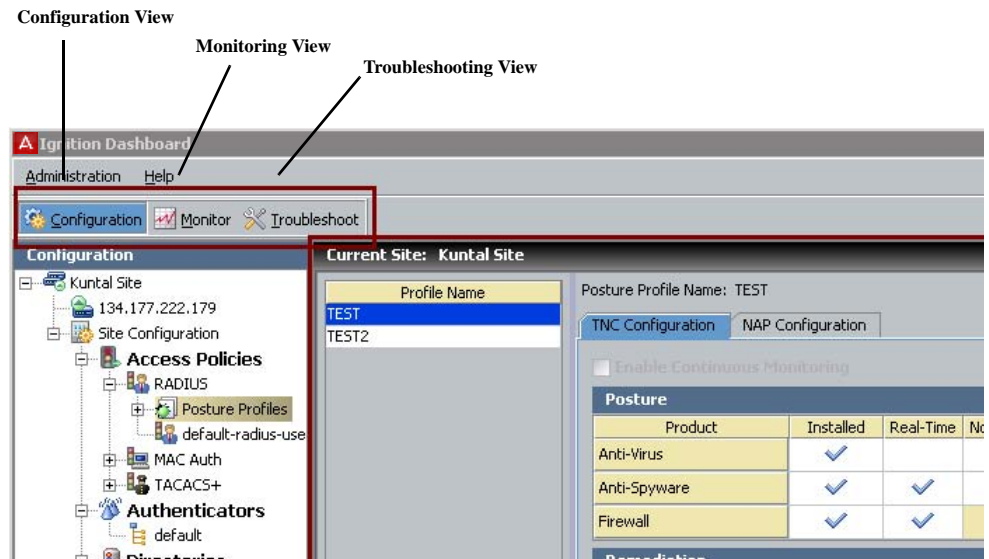 Configuration View
Monitoring View
Troubleshooting View
Ignition Dashboard
Administration Help
Configuration Monitor Troubleshoot
Configuration
Current Site: Kuntal Site
Kuntal Site
134.177.222.179
Site Configuration
Access Policies
RADIUS
Posture Profiles
default-radius-use
MAC Auth
TACACS+
Authenticators
default
Directories
Profile Name
TEST
TEST2
Posture Profile Name: TEST
TNC Configuration NAP Configuration
Enable Continuous Monitoring
Posture
Product Installed Real-Time No
Anti-Virus
Anti-Spyware
Firewall
Remediation